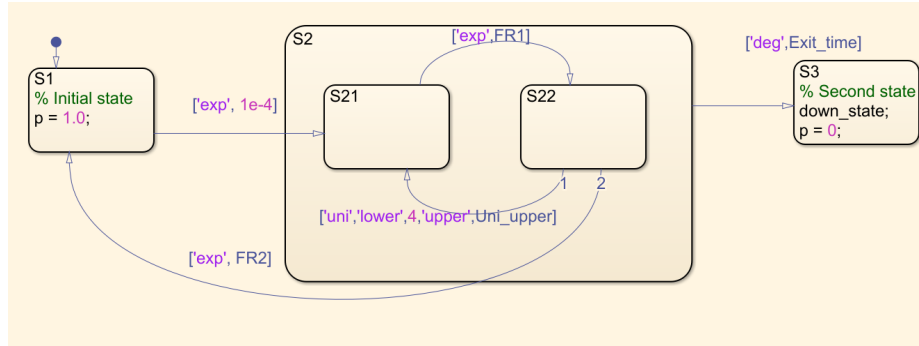 S1
% Initial state
p = 1.0;
['exp', 1e-4]
S2
['exp',FR1]
S21
S22
1
2
['uni','lower',4,'upper',Uni_upper]
['exp', FR2]
['deg',Exit_time]
S3
% Second state
down_state;
p = 0;